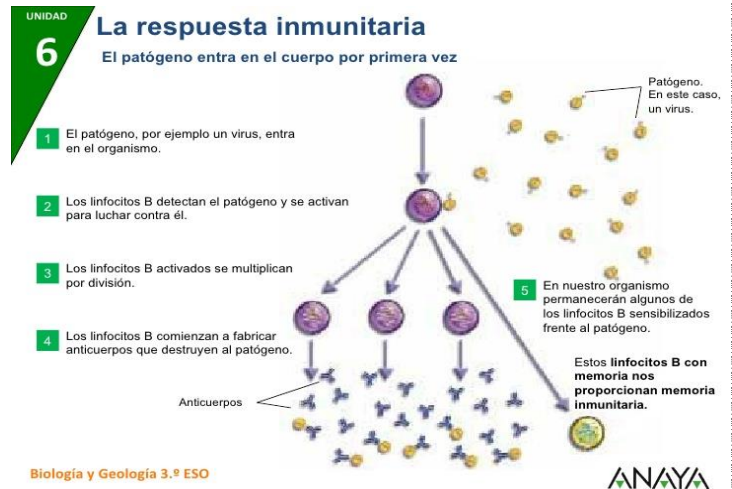 UNIDAD
6
La respuesta inmunitaria
El patógeno entra en el cuerpo por primera vez
Patógeno.
En este caso,
un virus.
1 El patógeno, por ejemplo un virus, entra
en el organismo.
2 Los linfocitos B detectan el patógeno y se activan
para luchar contra él.
3 Los linfocitos B activados se multiplican
por división.
4 Los linfocitos B comienzan a fabricar
anticuerpos que destruyen al patógeno.
5 En nuestro organismo
permanecerán algunos de
los linfocitos B sensibilizados
frente al patógeno.
Estos linfocitos B con
memoria nos
proporcionan memoria
inmunitaria.
Anticuerpos
Biología y Geología 3.º ESO
ANAYA